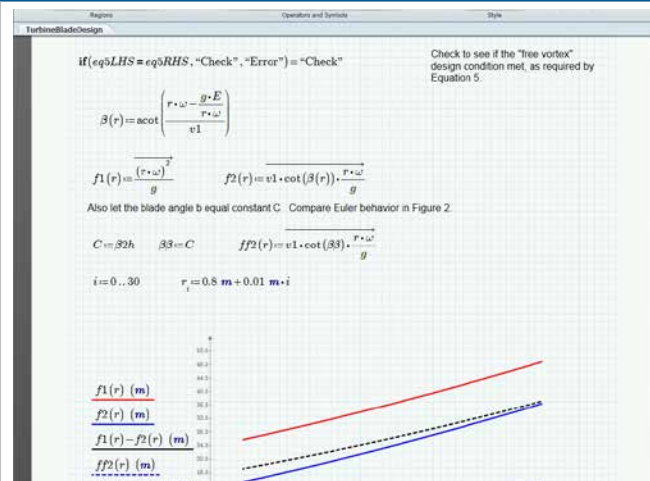 Regions Operators and Symbols Style
TurbineBladeDesign
if(eq5LHS = eq5RHS, “Check”, “Error”) = “Check”
Check to see if the "free vortex"
design condition met, as required by
Equation 5.
β(r) := acot((r•ω − g•E / r•ω) / v1)
f1(r) := (r•ω)² / g
f2(r) := v1•cot(β(r))•r•ω / g
Also let the blade angle b equal constant C. Compare Euler behavior in Figure 2.
C := β2h ββ := C ff2(r) := v1•cot(ββ)•r•ω / g
i := 0..30 r_i := 0.8 m + 0.01 m•i
f1(r) (m)
f2(r) (m)
f1(r) − f2(r) (m)
ff2(r) (m)